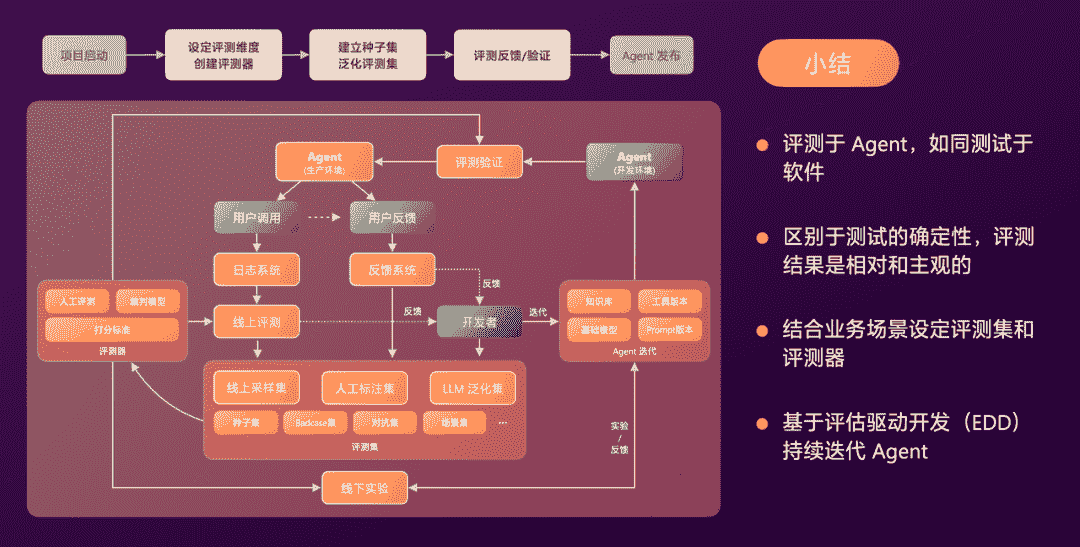 项目启动
设定评测维度
创建评测器
建立种子集
泛化评测集
评测反馈/验证
Agent 发布
Agent
(生产环境)
评测验证
Agent
(开发环境)
用户调用
用户反馈
日志系统
反馈系统
反馈
人工评测
裁判模型
打分标准
评测器
线上评测
反馈
开发者
迭代
知识库
工具版本
基础模型
Prompt版本
Agent 迭代
线上采样集
人工标注集
LLM 泛化集
种子集
Badcase集
对抗集
场景集
...
评测集
实验
/
反馈
线下实验
小结
评测于 Agent，如同测试于
软件
区别于测试的确定性，评测
结果是相对和主观的
结合业务场景设定评测集和
评测器
基于评估驱动开发（EDD）
持续迭代 Agent